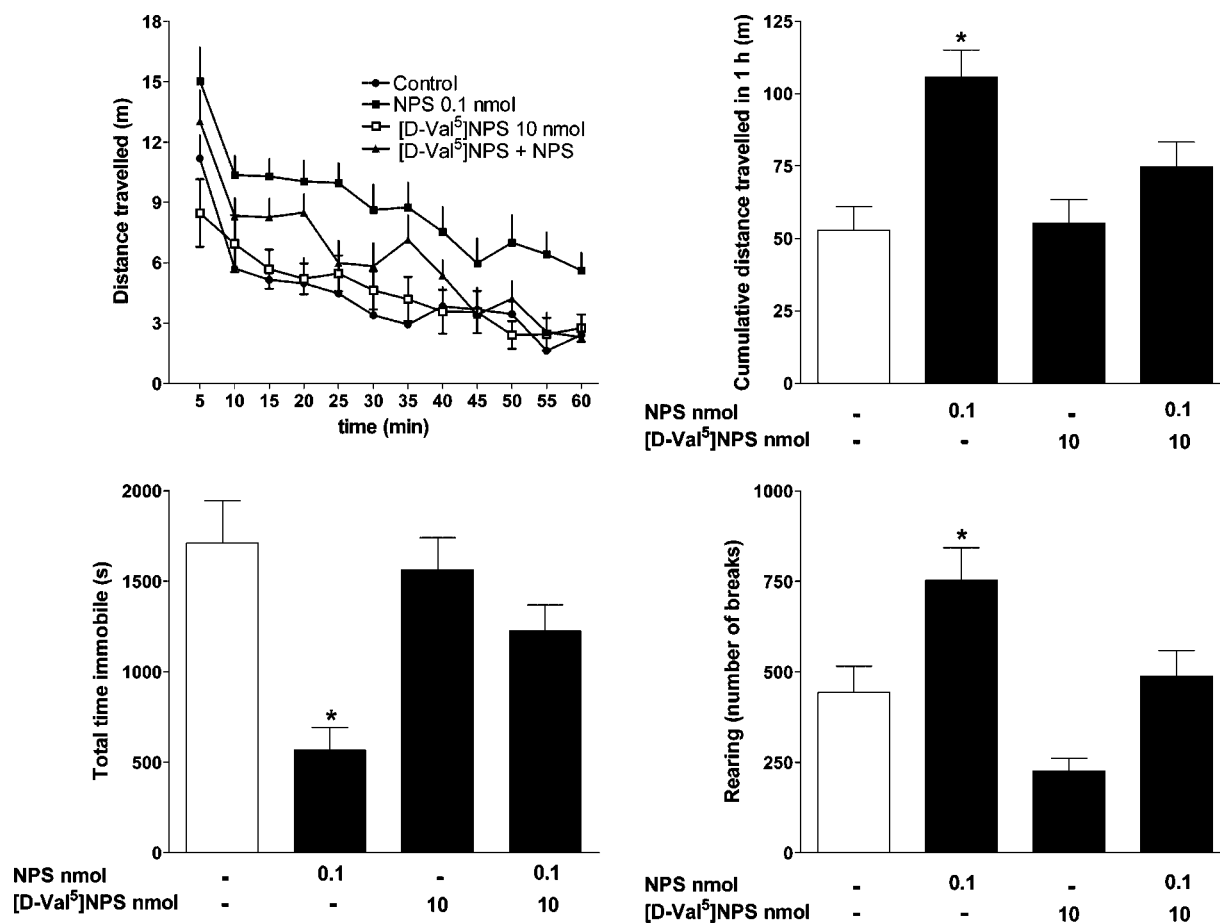 18
15
12
9
6
3
0
Distance travelled (m)
Control
NPS 0.1 nmol
[D-Val⁵]NPS 10 nmol
[D-Val⁵]NPS + NPS
5 10 15 20 25 30 35 40 45 50 55 60
time (min)
125
100
75
50
25
0
Cumulative distance travelled in 1 h (m)
*
NPS nmol - 0.1 - 0.1
[D-Val⁵]NPS nmol - - 10 10
2000
1500
1000
500
0
Total time immobile (s)
*
NPS nmol - 0.1 - 0.1
[D-Val⁵]NPS nmol - - 10 10
1000
750
500
250
0
Rearing (number of breaks)
*
NPS nmol - 0.1 - 0.1
[D-Val⁵]NPS nmol - - 10 10